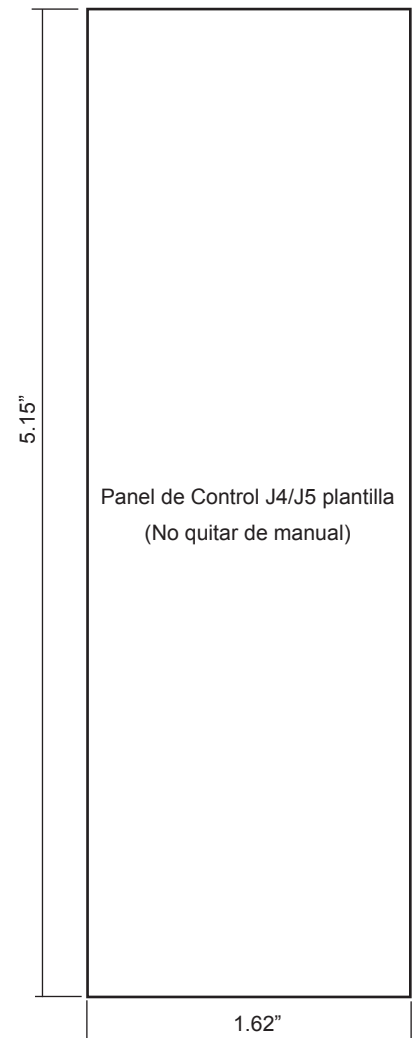 5.15”
Panel de Control J4/J5 plantilla
(No quitar de manual)
1.62”